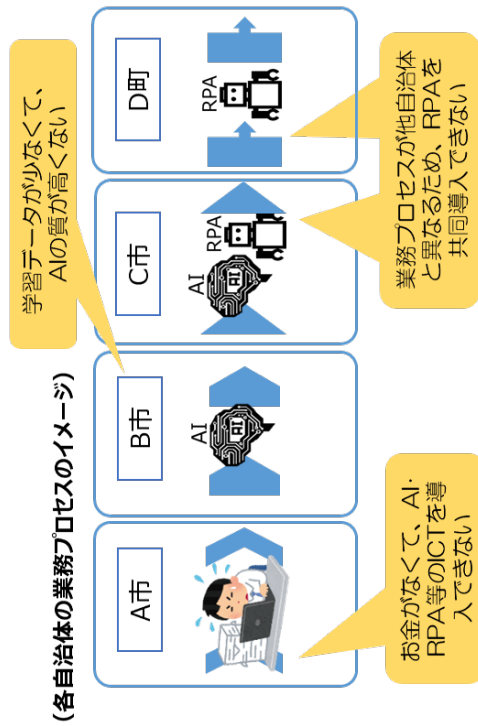 （各自治体の業務プロセスのイメージ）
学習データが少なくて、
AIの質が高くない
A市
B市
AI
AI
C市
AI
AI
RPA
D町
RPA
お金がなくて、AI・
RPA等のICTを導
入できない
業務プロセスが他自治体
と異なるため、RPAを
共同導入できない